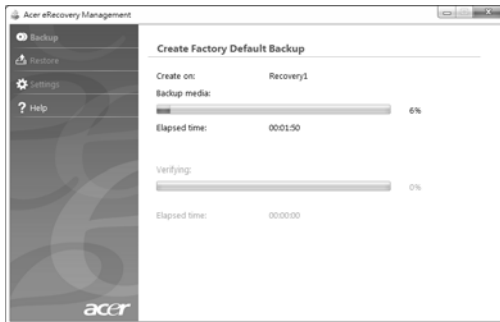 Acer eRecovery Management
Backup
Restore
Settings
? Help
Create Factory Default Backup
Create on: Recovery1
Backup media:
6%
Elapsed time: 00:01:50
Verifying:
0%
Elapsed time: 00:00:00
acer